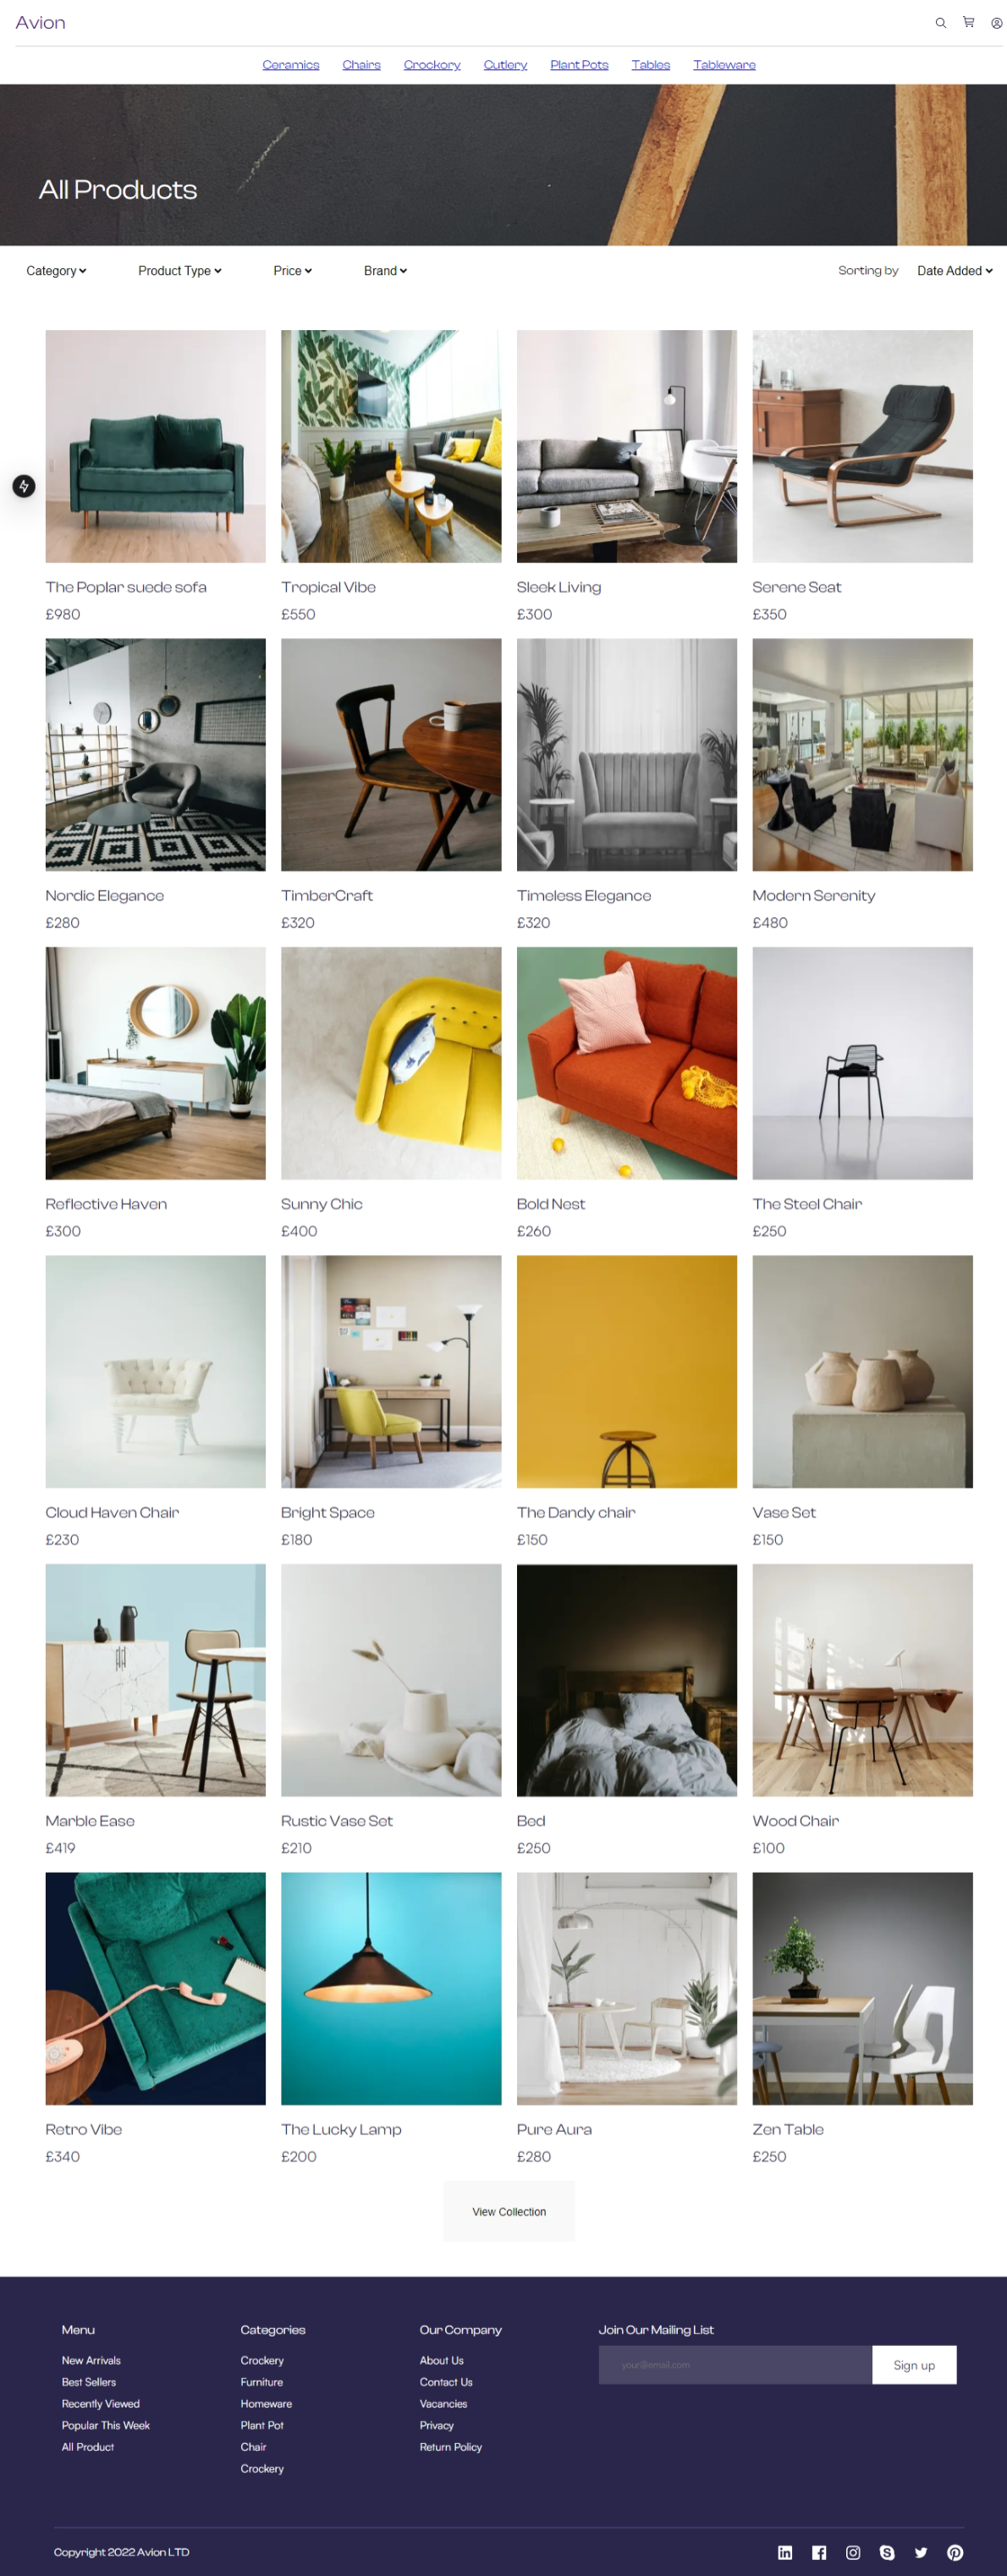 Avion
Ceramics Chairs Crockory Cutlery Plant Pots Tables Tableware
All Products
Category Product Type Price Brand Sorting by Date Added
The Poplar suede sofa Tropical Vibe Sleek Living Serene Seat
£980 £550 £300 £350
Nordic Elegance TimberCraft Timeless Elegance Modern Serenity
£280 £320 £320 £480
Reflective Haven Sunny Chic Bold Nest The Steel Chair
£300 £400 £260 £250
Cloud Haven Chair Bright Space The Dandy chair Vase Set
£230 £180 £150 £150
Marble Ease Rustic Vase Set Bed Wood Chair
£419 £210 £250 £100
Retro Vibe The Lucky Lamp Pure Aura Zen Table
£340 £200 £280 £250
View Collection
Menu Categories Our Company Join Our Mailing List
New Arrivals Crockery About Us your@email.com Sign up
Best Sellers Furniture Contact Us
Recently Viewed Homeware Vacancies
Popular This Week Plant Pot Privacy
All Product Chair Return Policy
Crockery
Copyright 2022 Avion LTD